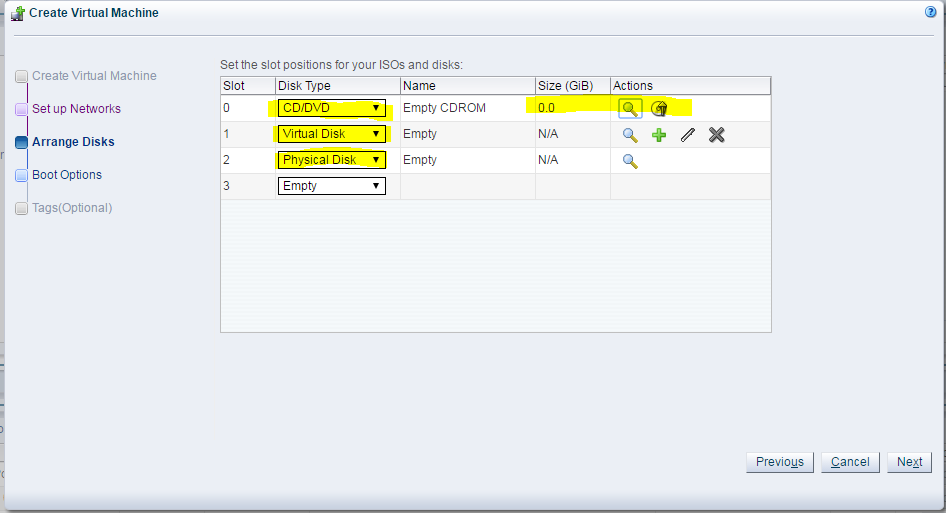 Create Virtual Machine
Set the slot positions for your ISOs and disks:
Create Virtual Machine
Set up Networks
Arrange Disks
Boot Options
Tags(Optional)
Slot Disk Type Name Size (GiB) Actions
0 CD/DVD Empty CDROM 0.0
1 Virtual Disk Empty N/A
2 Physical Disk Empty N/A
3 Empty
Previous Cancel Next